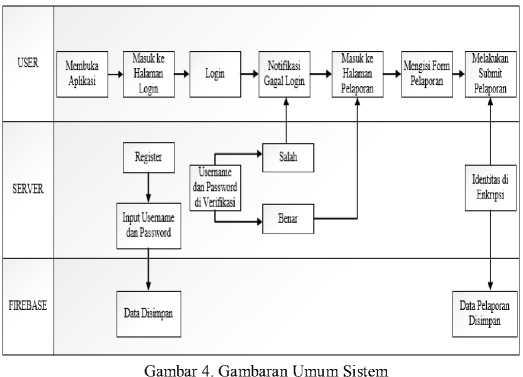 USER
Membuka
Aplikasi
Masuk ke
Halaman
Login
Login
Notifikasi
Gagal Login
Masuk ke
Halaman
Pelaporan
Mengisi Form
Pelaporan
Melakukan
Submit
Pelaporan
SERVER
Register
Input Username
dan Password
Username
dan Password
di Verifikasi
Salah
Benar
Identitas di
Enkripsi
FIREBASE
Data Disimpan
Data Pelaporan
Disimpan
Gambar 4. Gambaran Umum Sistem